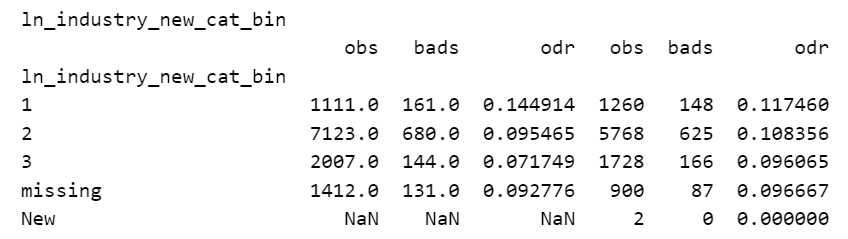 ln_industry_new_cat_bin
obs bads odr obs bads odr
ln_industry_new_cat_bin
1 1111.0 161.0 0.144914 1260 148 0.117460
2 7123.0 680.0 0.095465 5768 625 0.108356
3 2007.0 144.0 0.071749 1728 166 0.096065
missing 1412.0 131.0 0.092776 900 87 0.096667
New NaN NaN NaN 2 0 0.000000